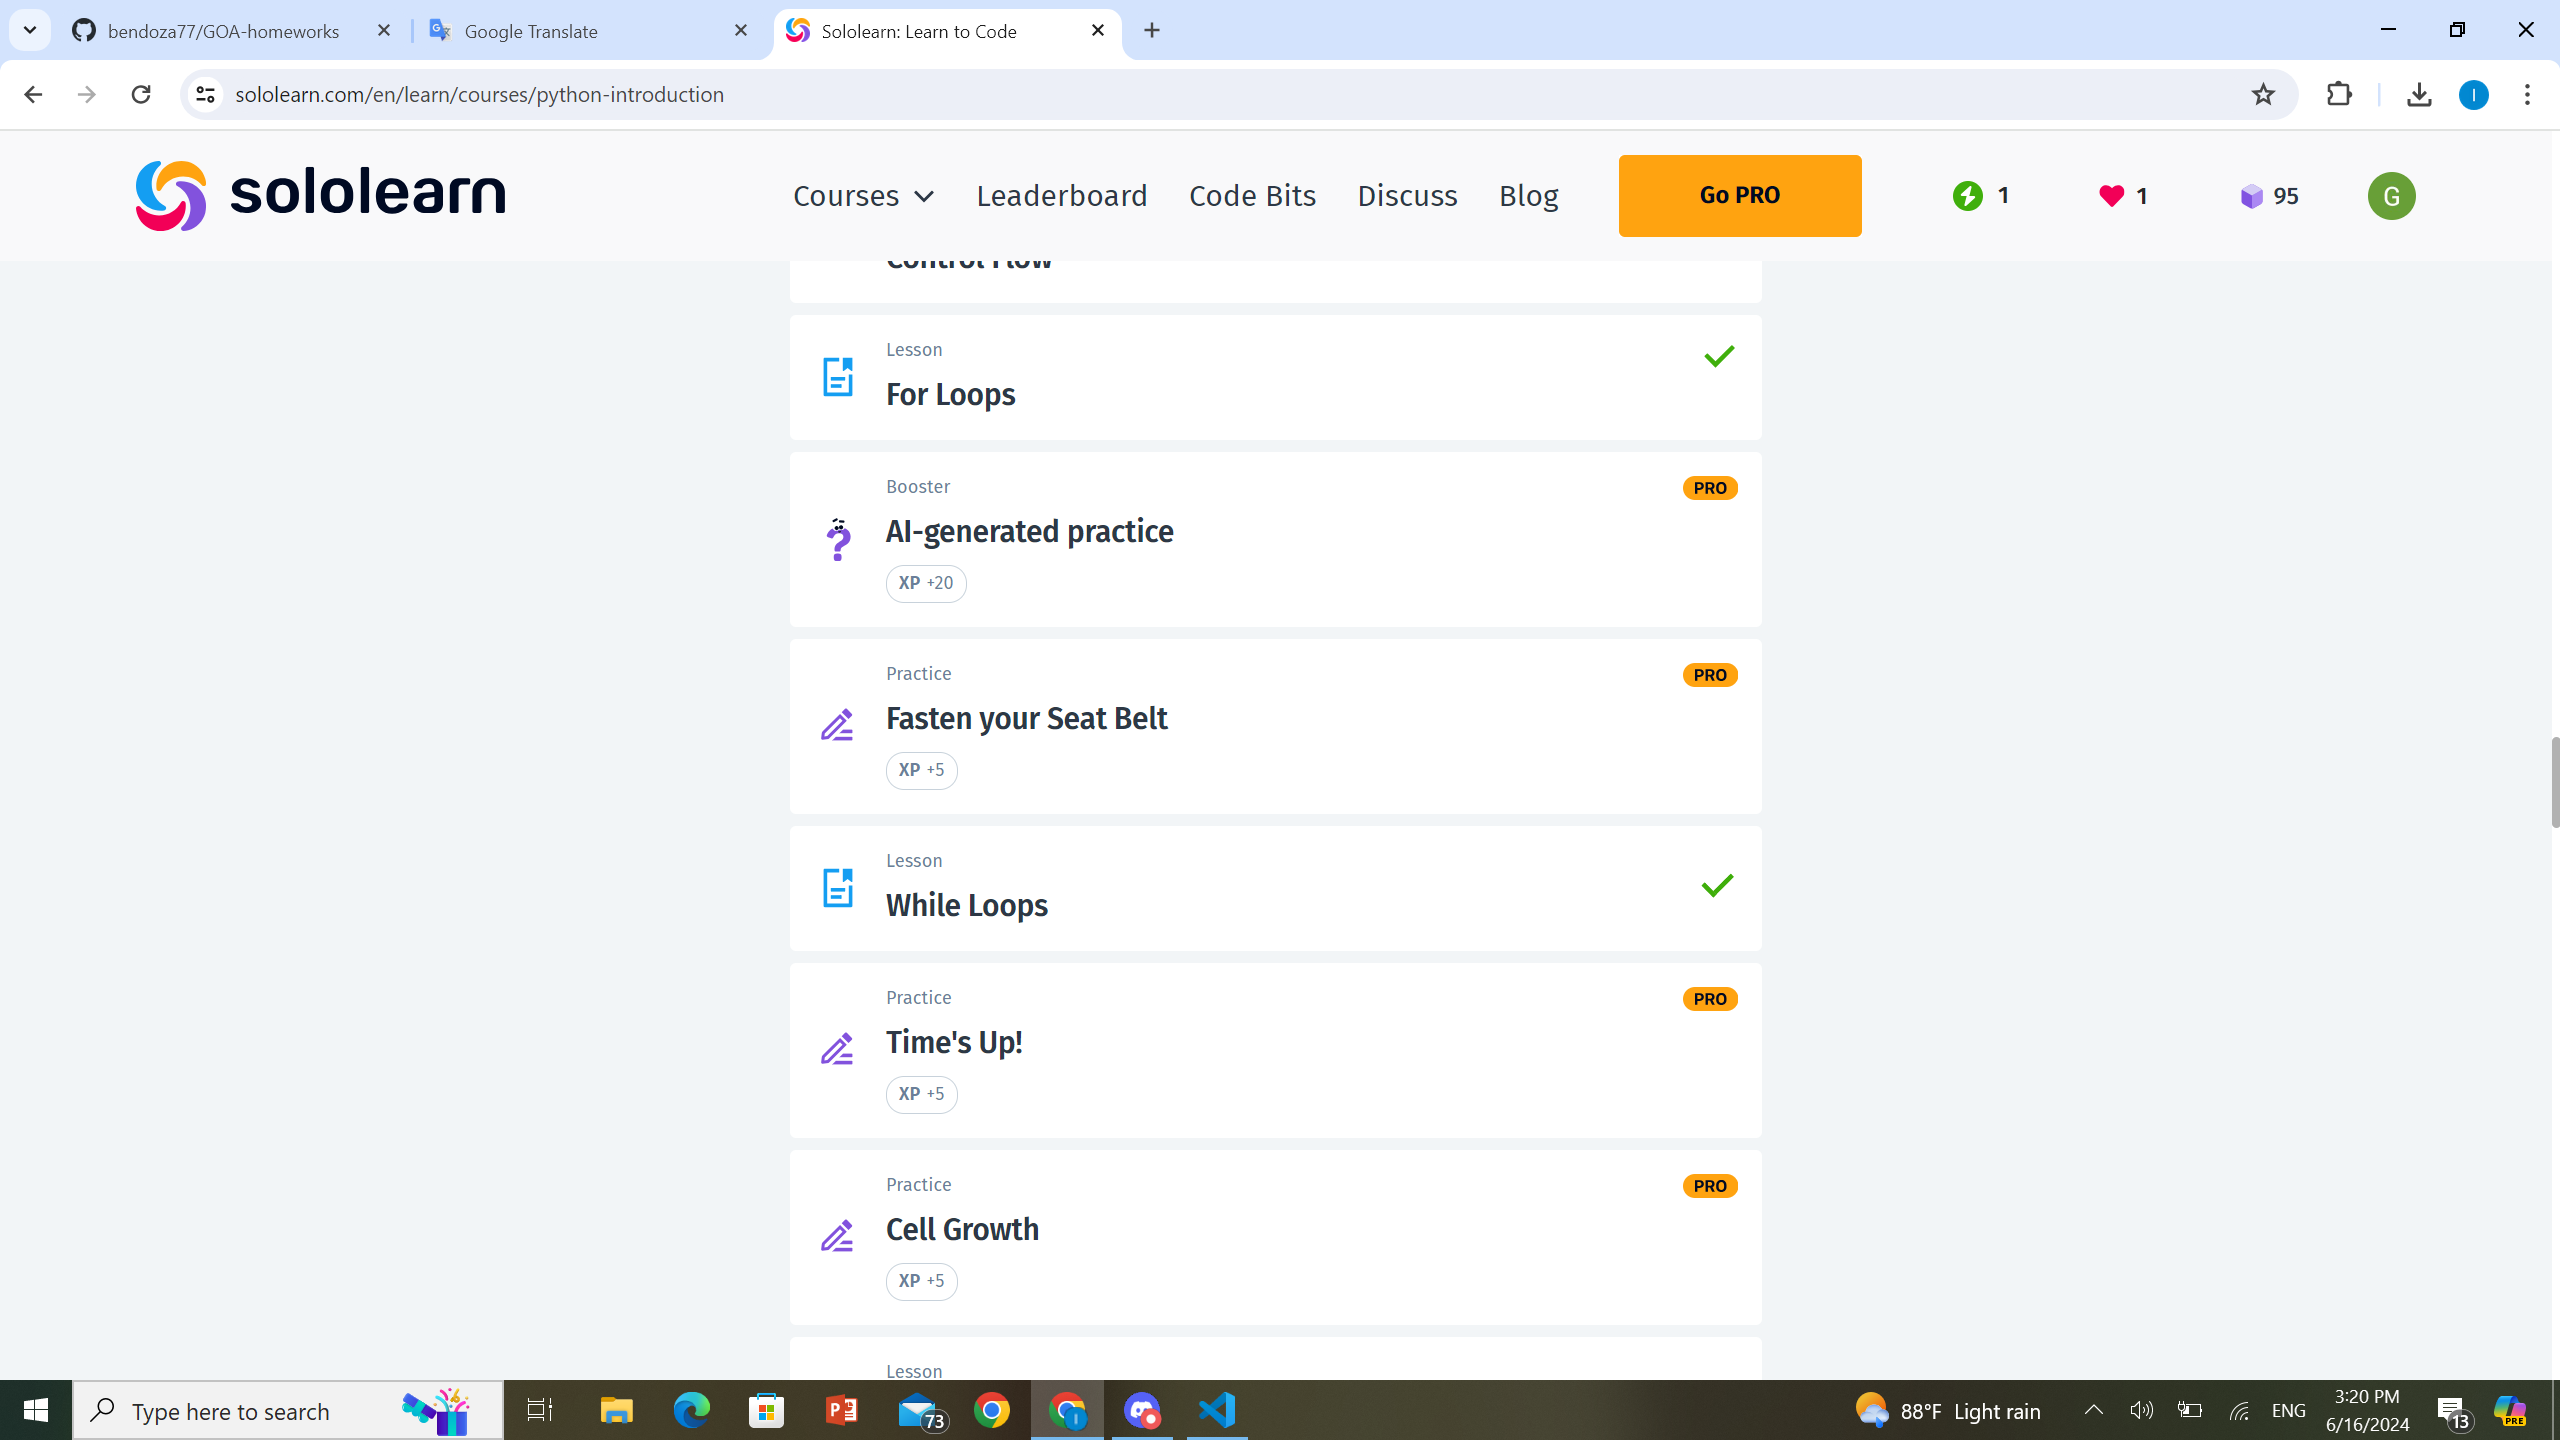 bendoza77/GOA-homeworks
Google Translate
Sololearn: Learn to Code
sololearn.com/en/learn/courses/python-introduction
I
sololearn
Courses
Leaderboard
Code Bits
Discuss
Blog
Go PRO
1
1
95
G
Control Flow
Lesson
For Loops
Booster
PRO
AI-generated practice
XP +20
Practice
PRO
Fasten your Seat Belt
XP +5
Lesson
While Loops
Practice
PRO
Time's Up!
XP +5
Practice
PRO
Cell Growth
XP +5
Lesson
Type here to search
73
88°F Light rain
ENG
3:20 PM
6/16/2024
13
PRE